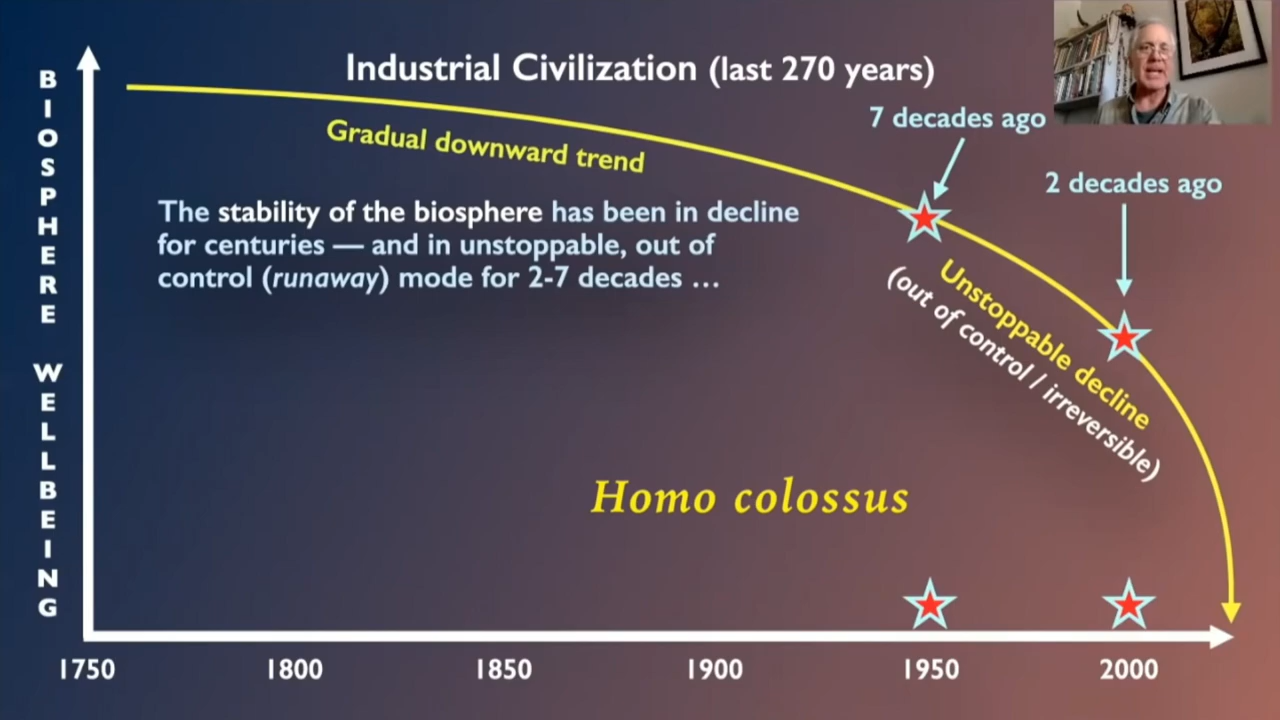 Industrial Civilization (last 270 years)
BIOSPHERE WELLBEING
Gradual downward trend
7 decades ago
2 decades ago
The stability of the biosphere has been in decline
for centuries — and in unstoppable, out of
control (runaway) mode for 2-7 decades ...
Unstoppable decline
(out of control / irreversible)
Homo colossus
1750 1800 1850 1900 1950 2000